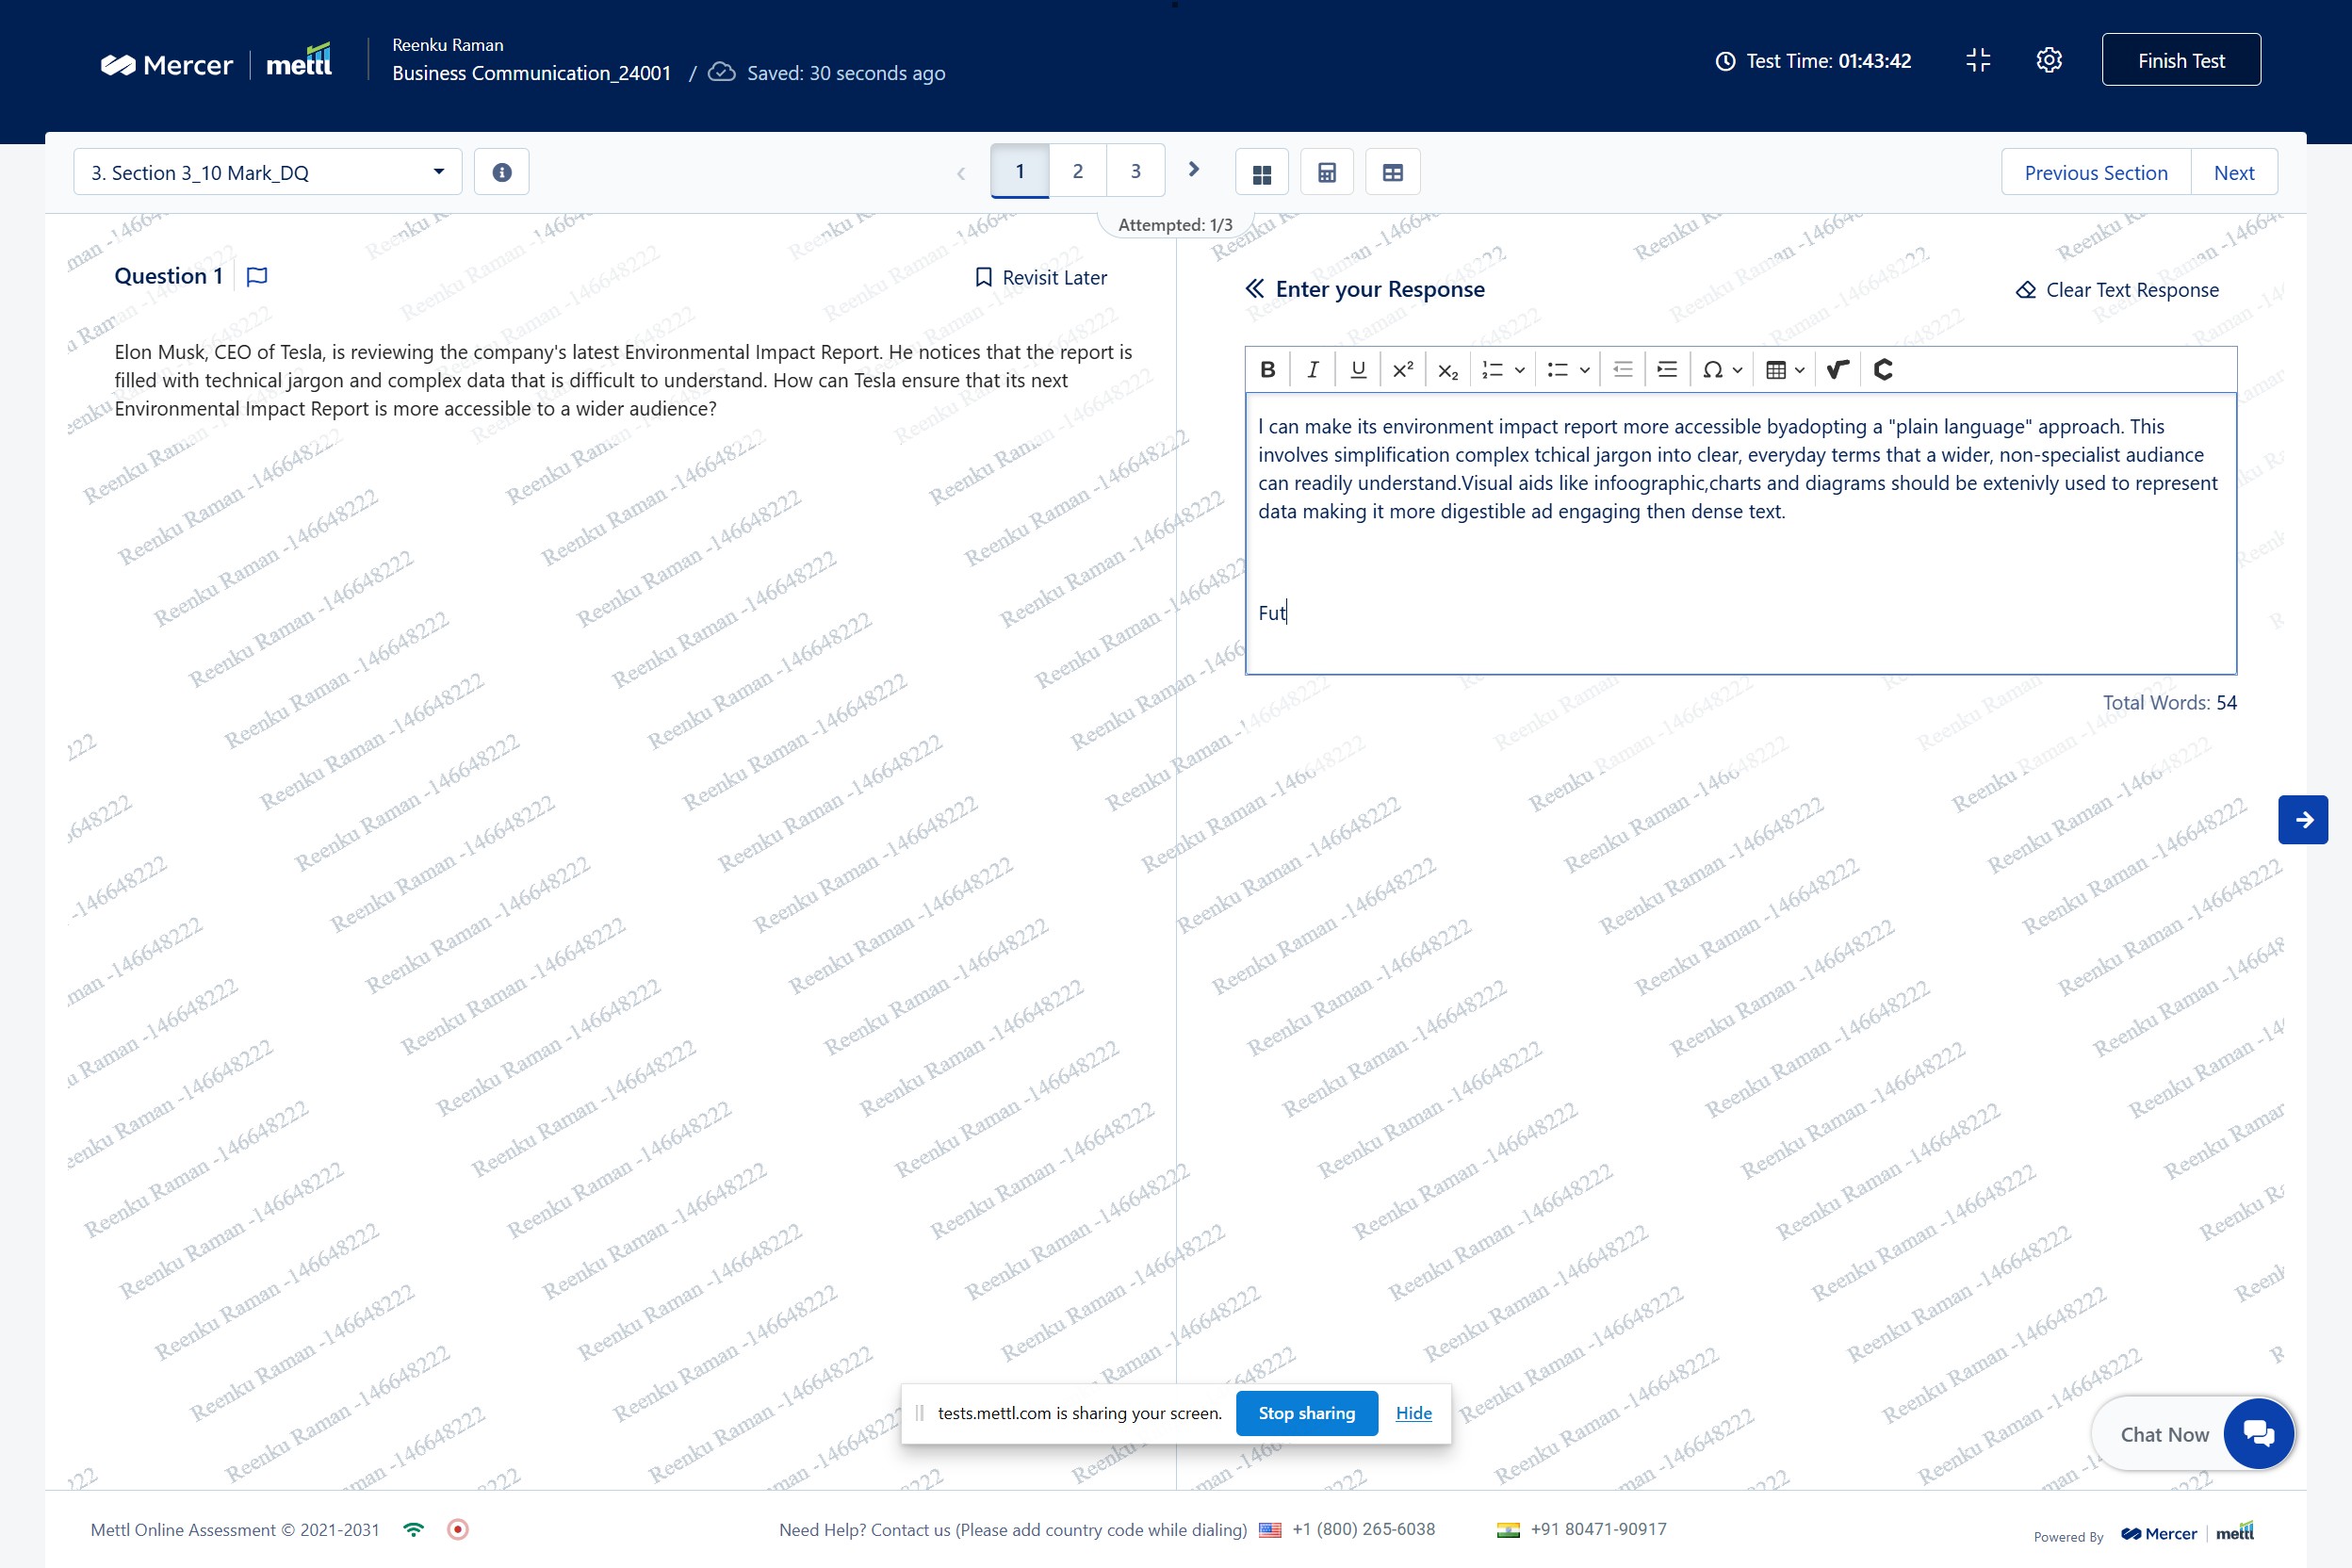 Mercer | mettl
Reenku Raman
Business Communication_24001 / Saved: 30 seconds ago
Test Time: 01:43:42
Finish Test
3. Section 3_10 Mark_DQ
1 2 3
Previous Section
Next
Attempted: 1/3
Question 1
Revisit Later
Elon Musk, CEO of Tesla, is reviewing the company's latest Environmental Impact Report. He notices that the report is
filled with technical jargon and complex data that is difficult to understand. How can Tesla ensure that its next
Environmental Impact Report is more accessible to a wider audience?
Enter your Response
Clear Text Response
B I U x² x₂ Ω
I can make its environment impact report more accessible byadopting a "plain language" approach. This
involves simplification complex tchical jargon into clear, everyday terms that a wider, non-specialist audiance
can readily understand.Visual aids like infoographic,charts and diagrams should be extenivly used to represent
data making it more digestible ad engaging then dense text.
Fut
Total Words: 54
Reenku Raman -146648222
tests.mettl.com is sharing your screen.
Stop sharing
Hide
Chat Now
Mettl Online Assessment © 2021-2031
Need Help? Contact us (Please add country code while dialing)
+1 (800) 265-6038
+91 80471-90917
Powered By Mercer | mettl